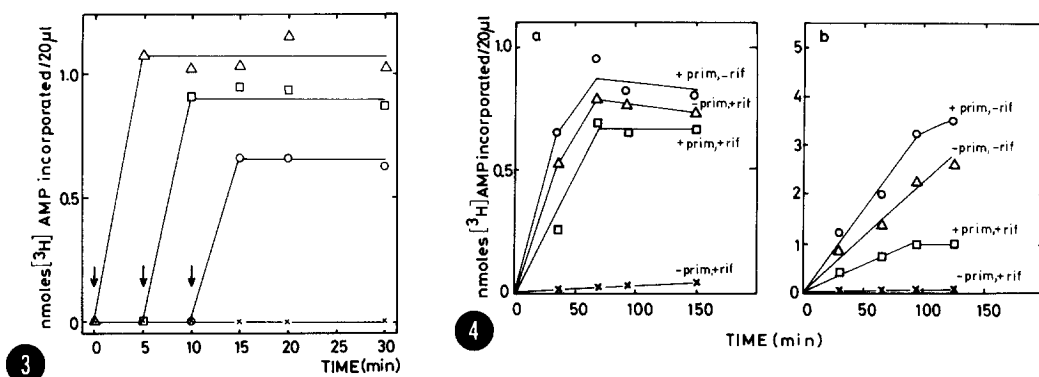 nmoles[³H] AMP incorporated/20µl
1.0
0.5
0
0 5 10 15 20 25 30
TIME(min)
3
nmoles [³H]AMP incorporated/20µl
1.0
0.5
0
a
+ prim,-rif
-prim,+rif
+prim,+rif
-prim,+rif
0 50 100 150
4
b
5
4
3
2
1
0
+prim,-rif
-prim,-rif
+prim,+rif
-prim,+rif
0 50 100 150
TIME (min)